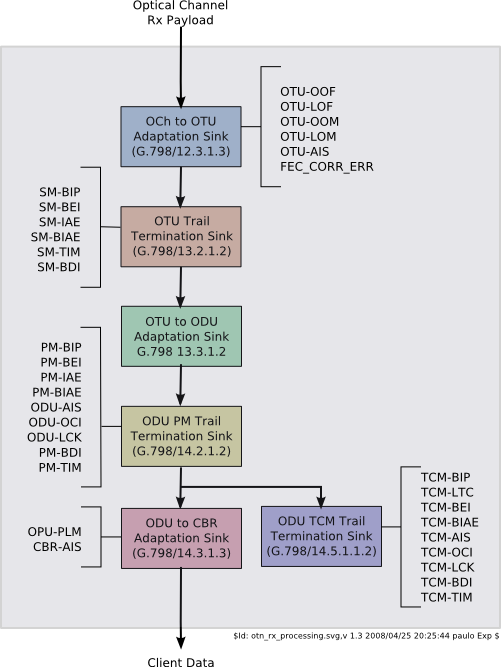 Optical Channel
Rx Payload
OCh to OTU
Adaptation Sink
(G.798/12.3.1.3)
OTU-OOF
OTU-LOF
OTU-OOM
OTU-LOM
OTU-AIS
FEC_CORR_ERR
SM-BIP
SM-BEI
SM-IAE
SM-BIAE
SM-TIM
SM-BDI
OTU Trail
Termination Sink
(G.798/13.2.1.2)
OTU to ODU
Adaptation Sink
G.798 13.3.1.2
PM-BIP
PM-BEI
PM-IAE
PM-BIAE
ODU-AIS
ODU-OCI
ODU-LCK
PM-BDI
PM-TIM
ODU PM Trail
Termination Sink
(G.798/14.2.1.2)
OPU-PLM
CBR-AIS
ODU to CBR
Adaptation Sink
(G.798/14.3.1.3)
ODU TCM Trail
Termination Sink
(G.798/14.5.1.1.2)
TCM-BIP
TCM-LTC
TCM-BEI
TCM-BIAE
TCM-AIS
TCM-OCI
TCM-LCK
TCM-BDI
TCM-TIM
$Id: otn_rx_processing.svg,v 1.3 2008/04/25 20:25:44 paulo Exp $
Client Data